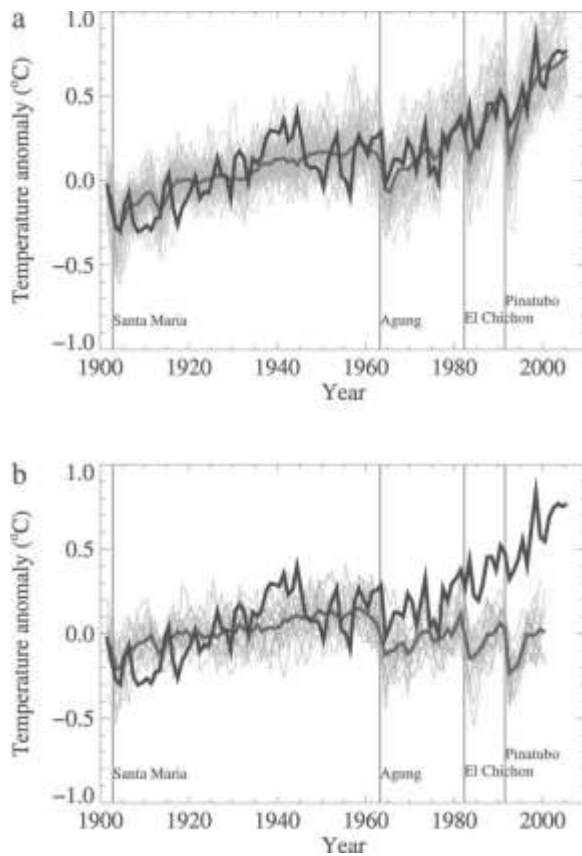 a
1.0
0.5
0.0
−0.5
−1.0
Temperature anomaly (°C)
Santa Maria
Agung
El Chichon
Pinatubo
1900 1920 1940 1960 1980 2000
Year
b
1.0
0.5
0.0
−0.5
−1.0
Temperature anomaly (°C)
Santa Maria
Agung
El Chichon
Pinatubo
1900 1920 1940 1960 1980 2000
Year